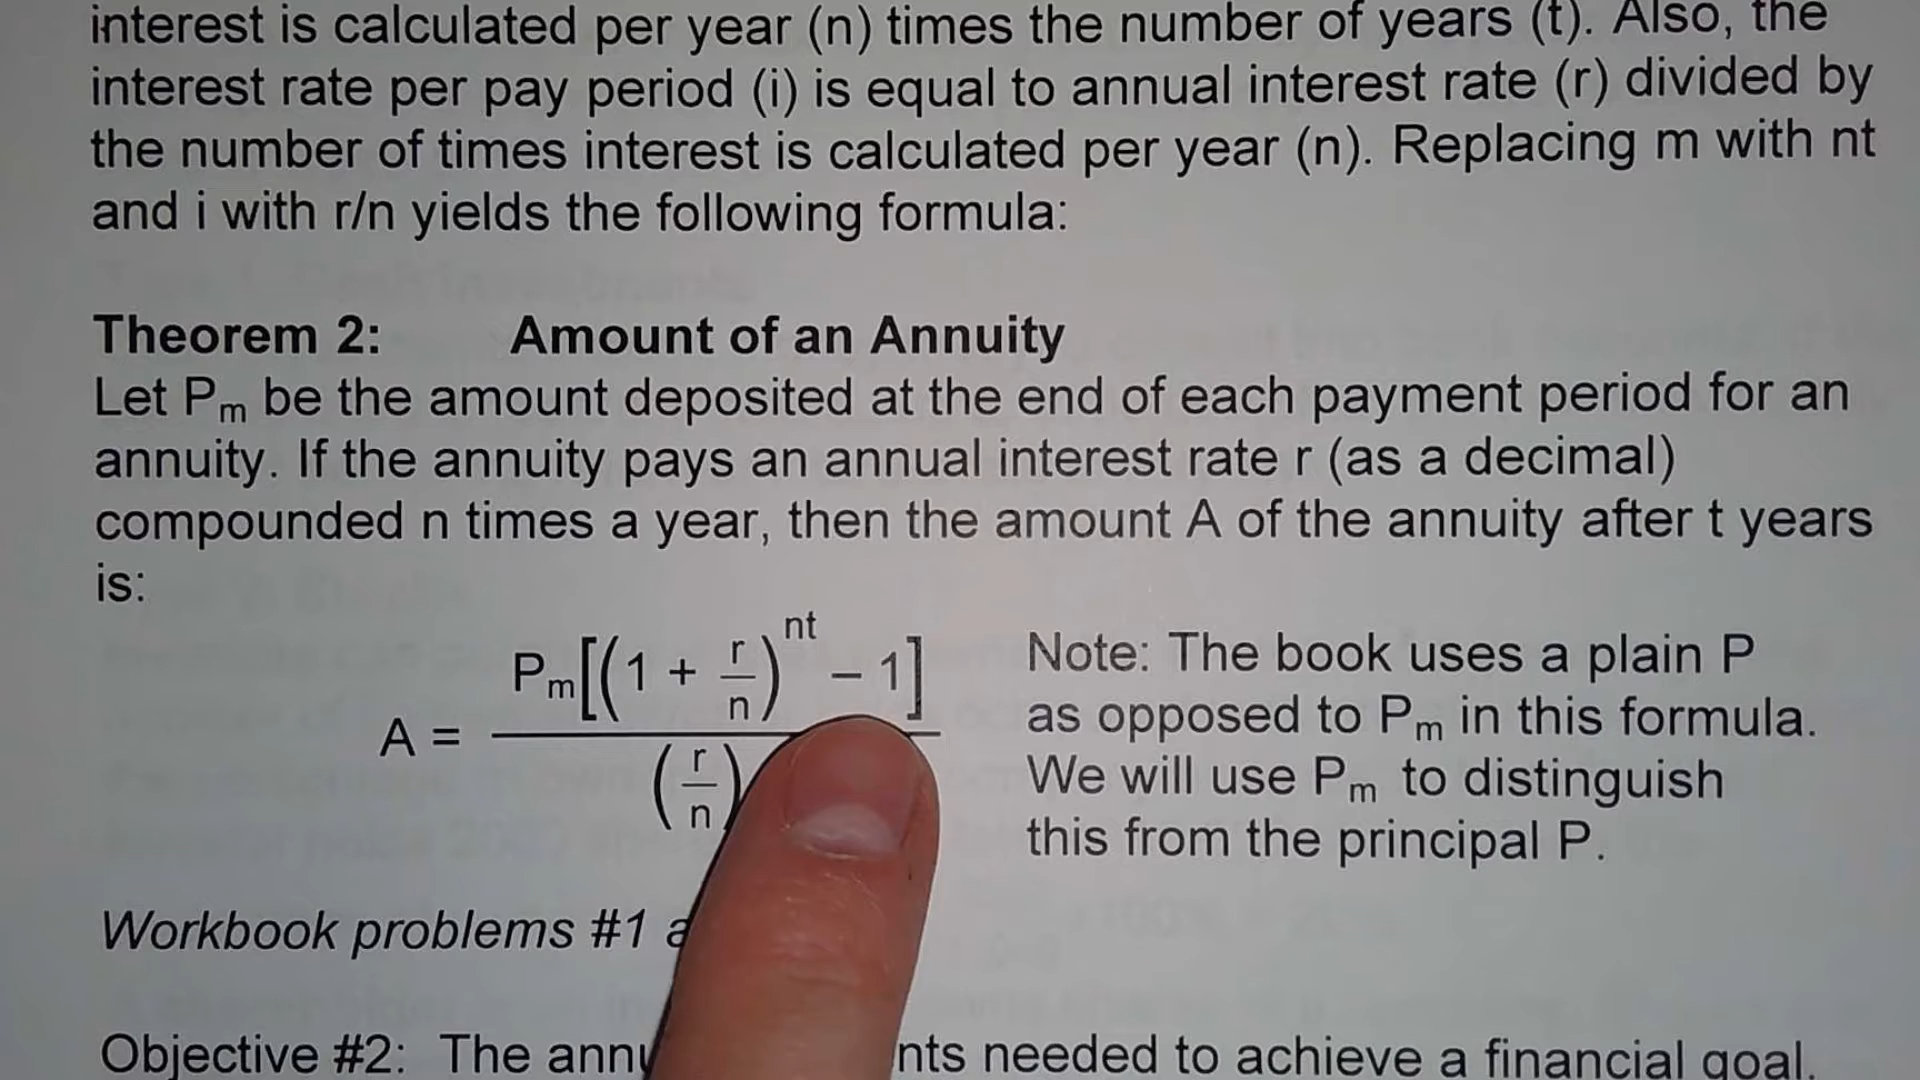 interest is calculated per year (n) times the number of years (t). Also, the
interest rate per pay period (i) is equal to annual interest rate (r) divided by
the number of times interest is calculated per year (n). Replacing m with nt
and i with r/n yields the following formula:
Theorem 2: Amount of an Annuity
Let Pm be the amount deposited at the end of each payment period for an
annuity. If the annuity pays an annual interest rate r (as a decimal)
compounded n times a year, then the amount A of the annuity after t years
is:
A = Pm[(1 + r/n)^nt – 1] / (r/n)
Note: The book uses a plain P
as opposed to Pm in this formula.
We will use Pm to distinguish
this from the principal P.
Workbook problems #1
Objective #2: The needed to achieve a financial goal.